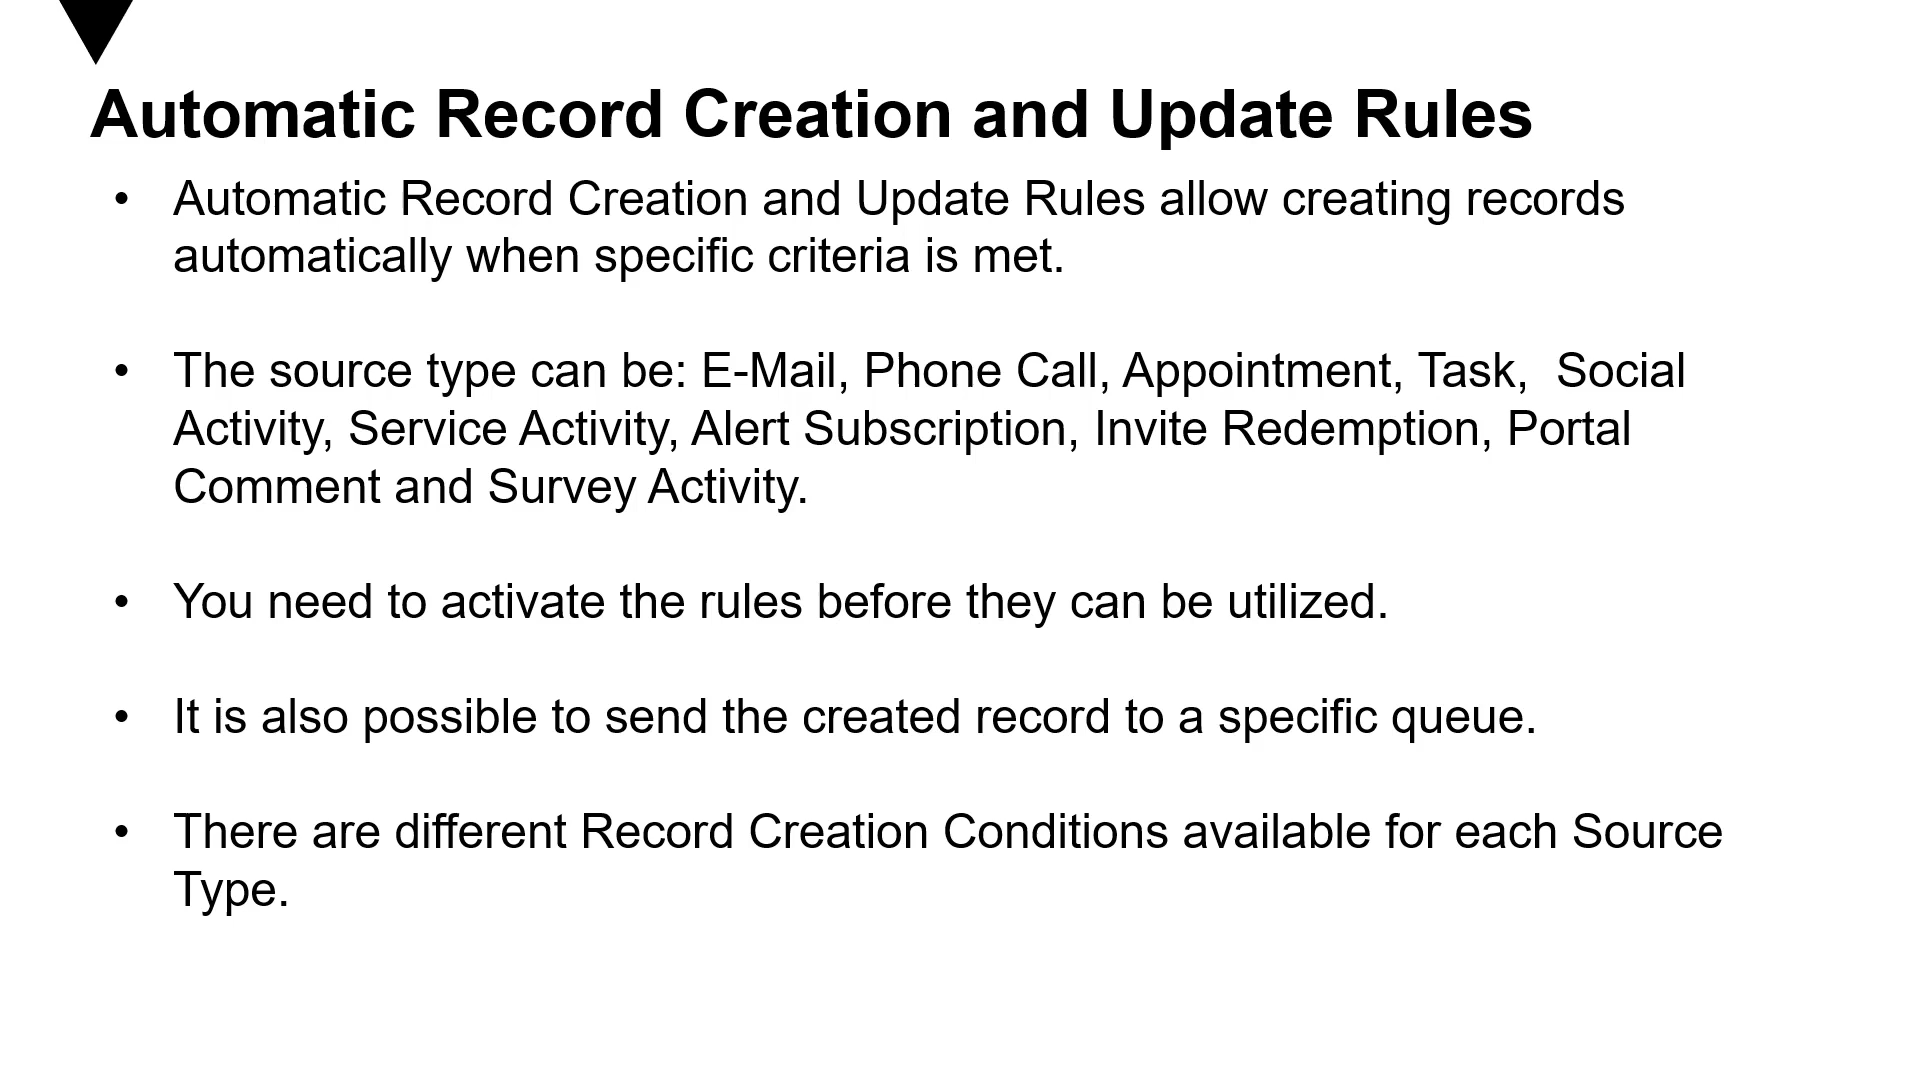 Automatic Record Creation and Update Rules
• Automatic Record Creation and Update Rules allow creating records
automatically when specific criteria is met.
• The source type can be: E-Mail, Phone Call, Appointment, Task,  Social
Activity, Service Activity, Alert Subscription, Invite Redemption, Portal
Comment and Survey Activity.
• You need to activate the rules before they can be utilized.
• It is also possible to send the created record to a specific queue.
• There are different Record Creation Conditions available for each Source
Type.